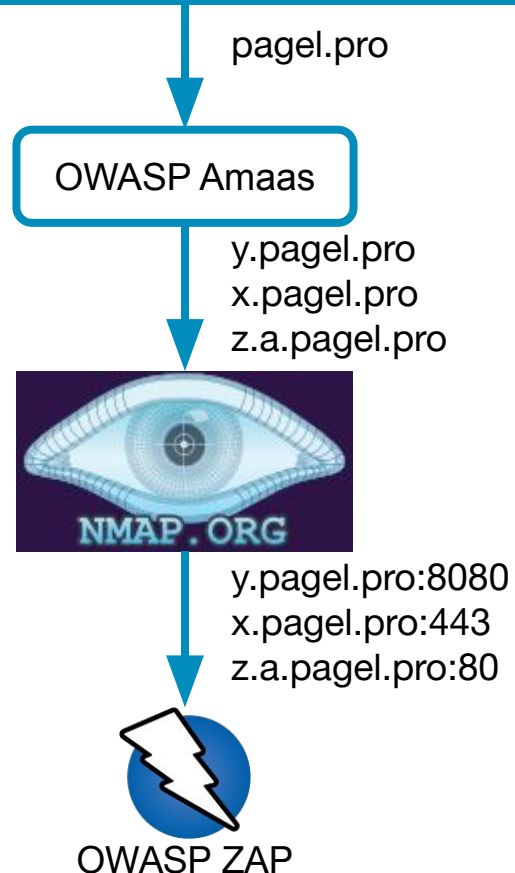 pagel.pro
OWASP Amaas
y.pagel.pro
x.pagel.pro
z.a.pagel.pro
NMAP.ORG
y.pagel.pro:8080
x.pagel.pro:443
z.a.pagel.pro:80
OWASP ZAP